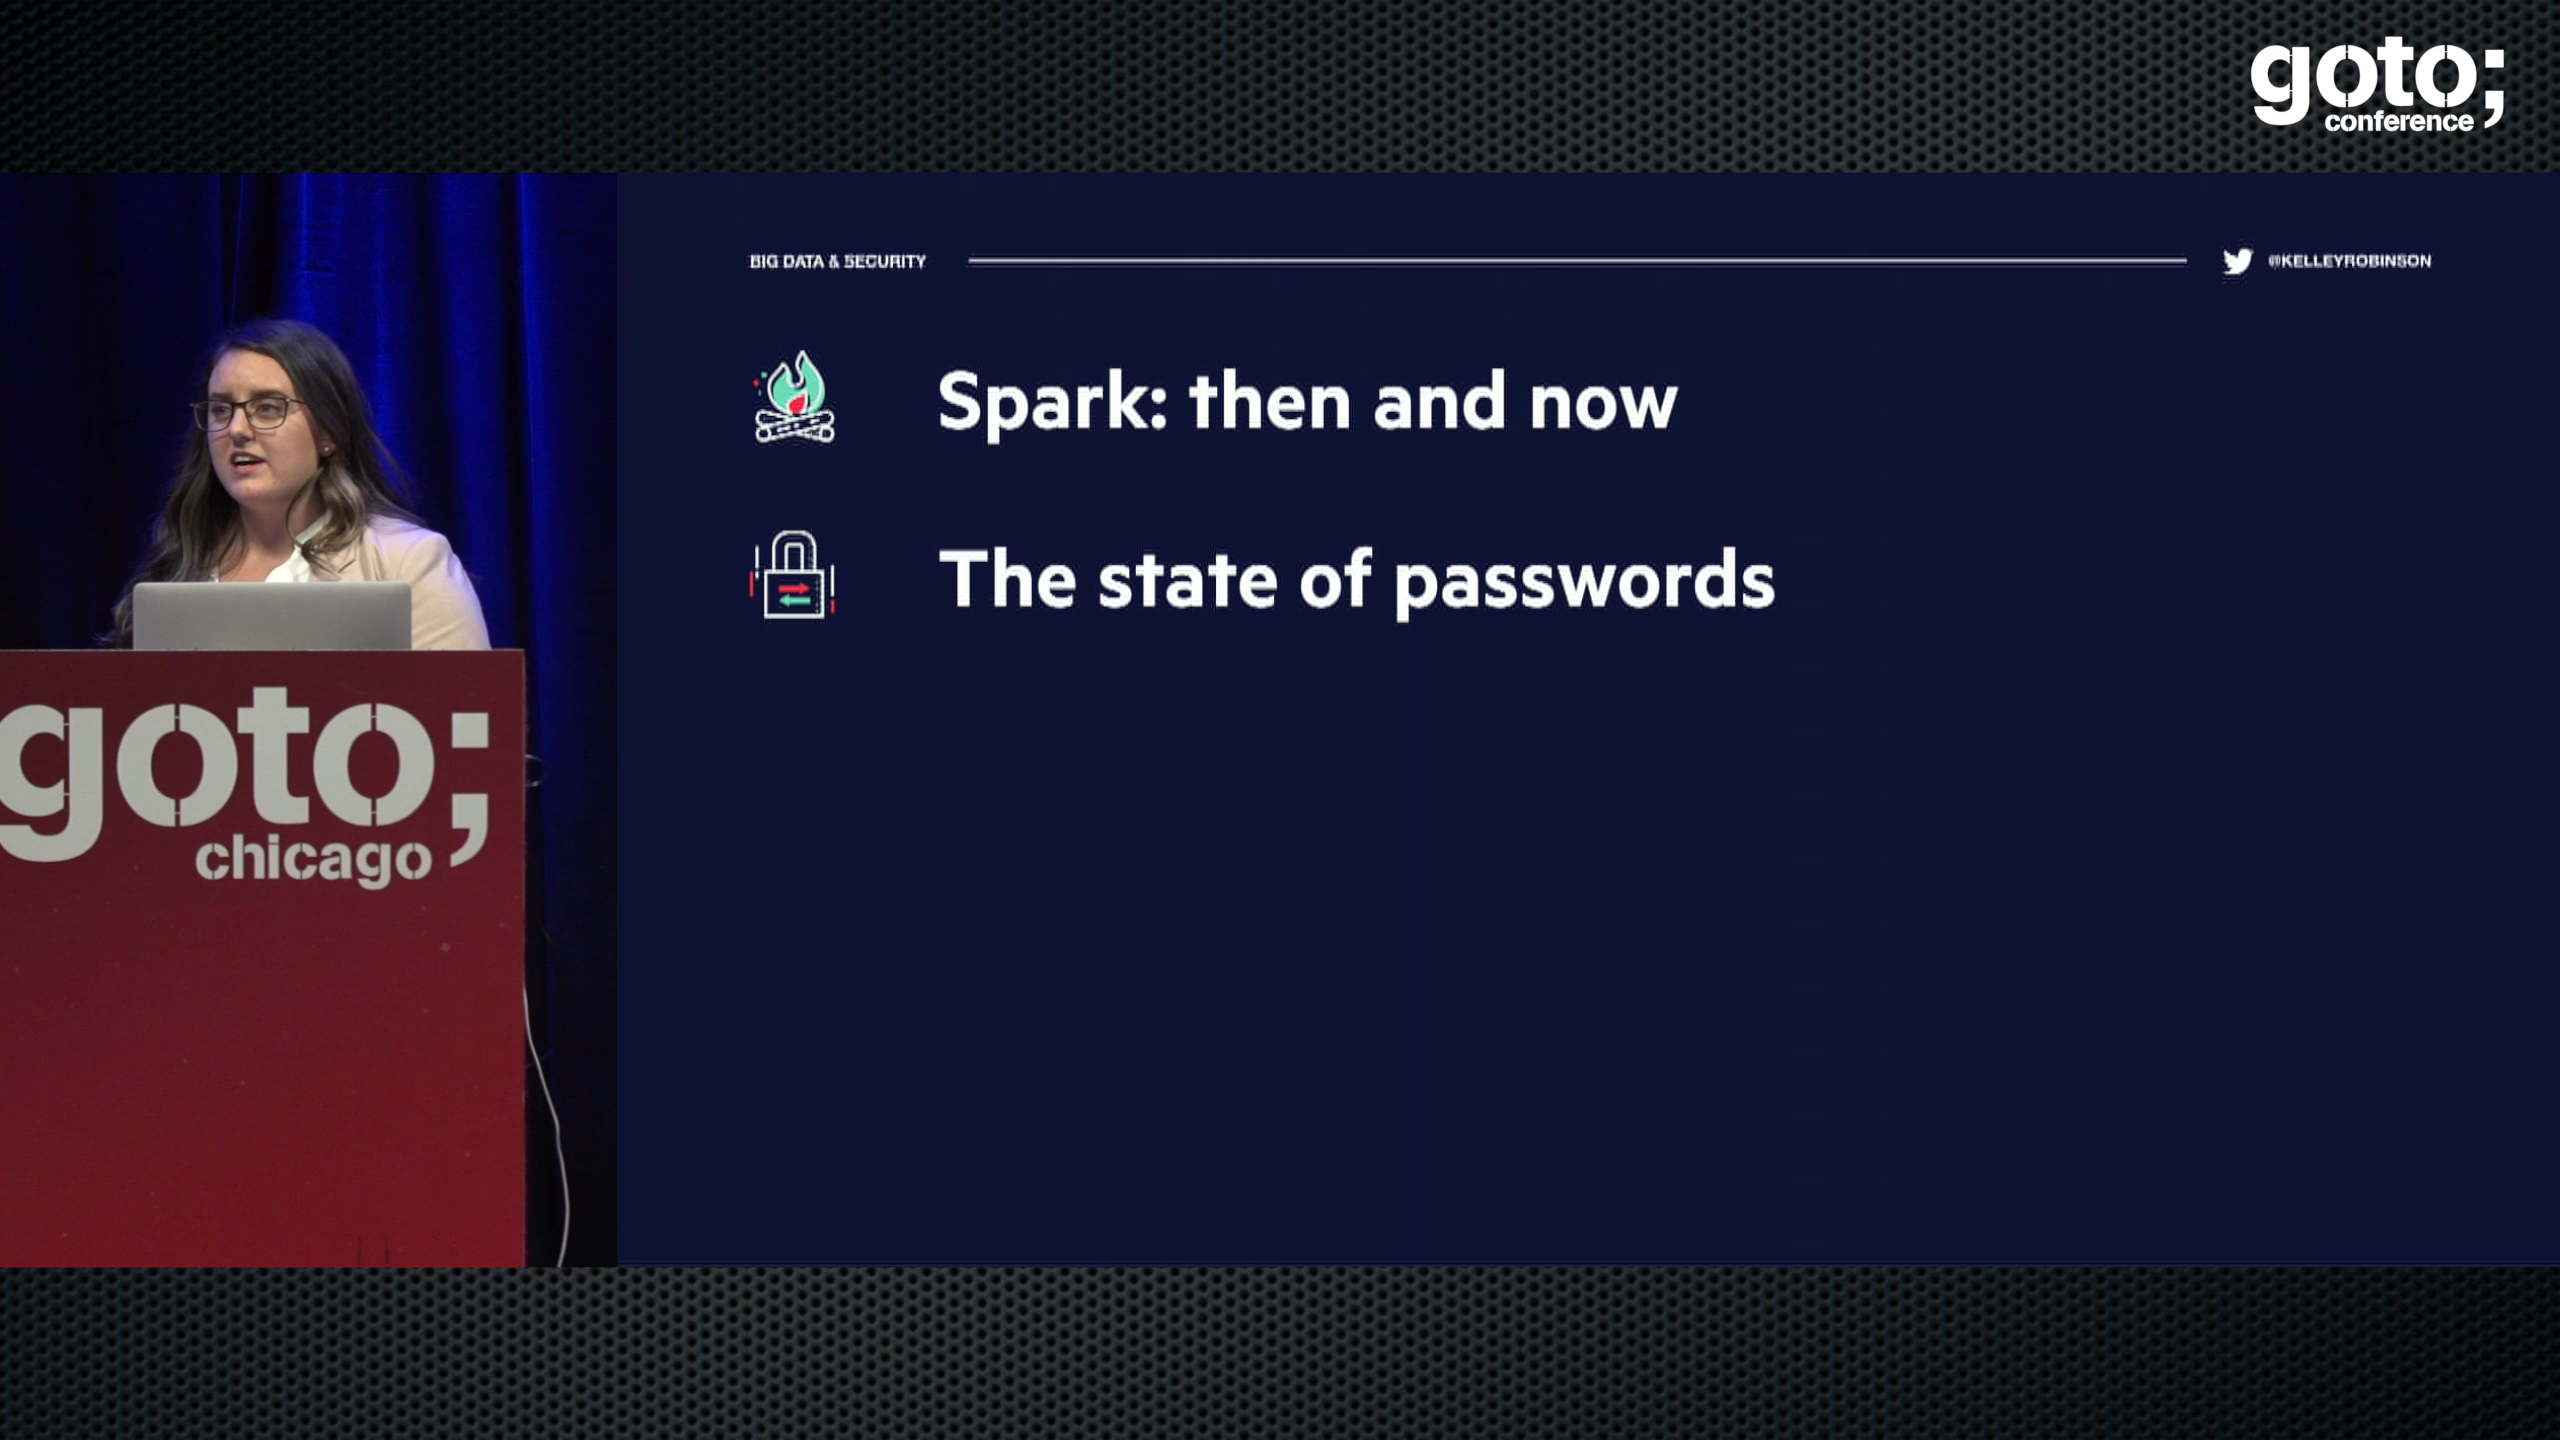 goto;
conference
BIG DATA & SECURITY
@KELLEYROBINSON
Spark: then and now
The state of passwords
goto;
chicago